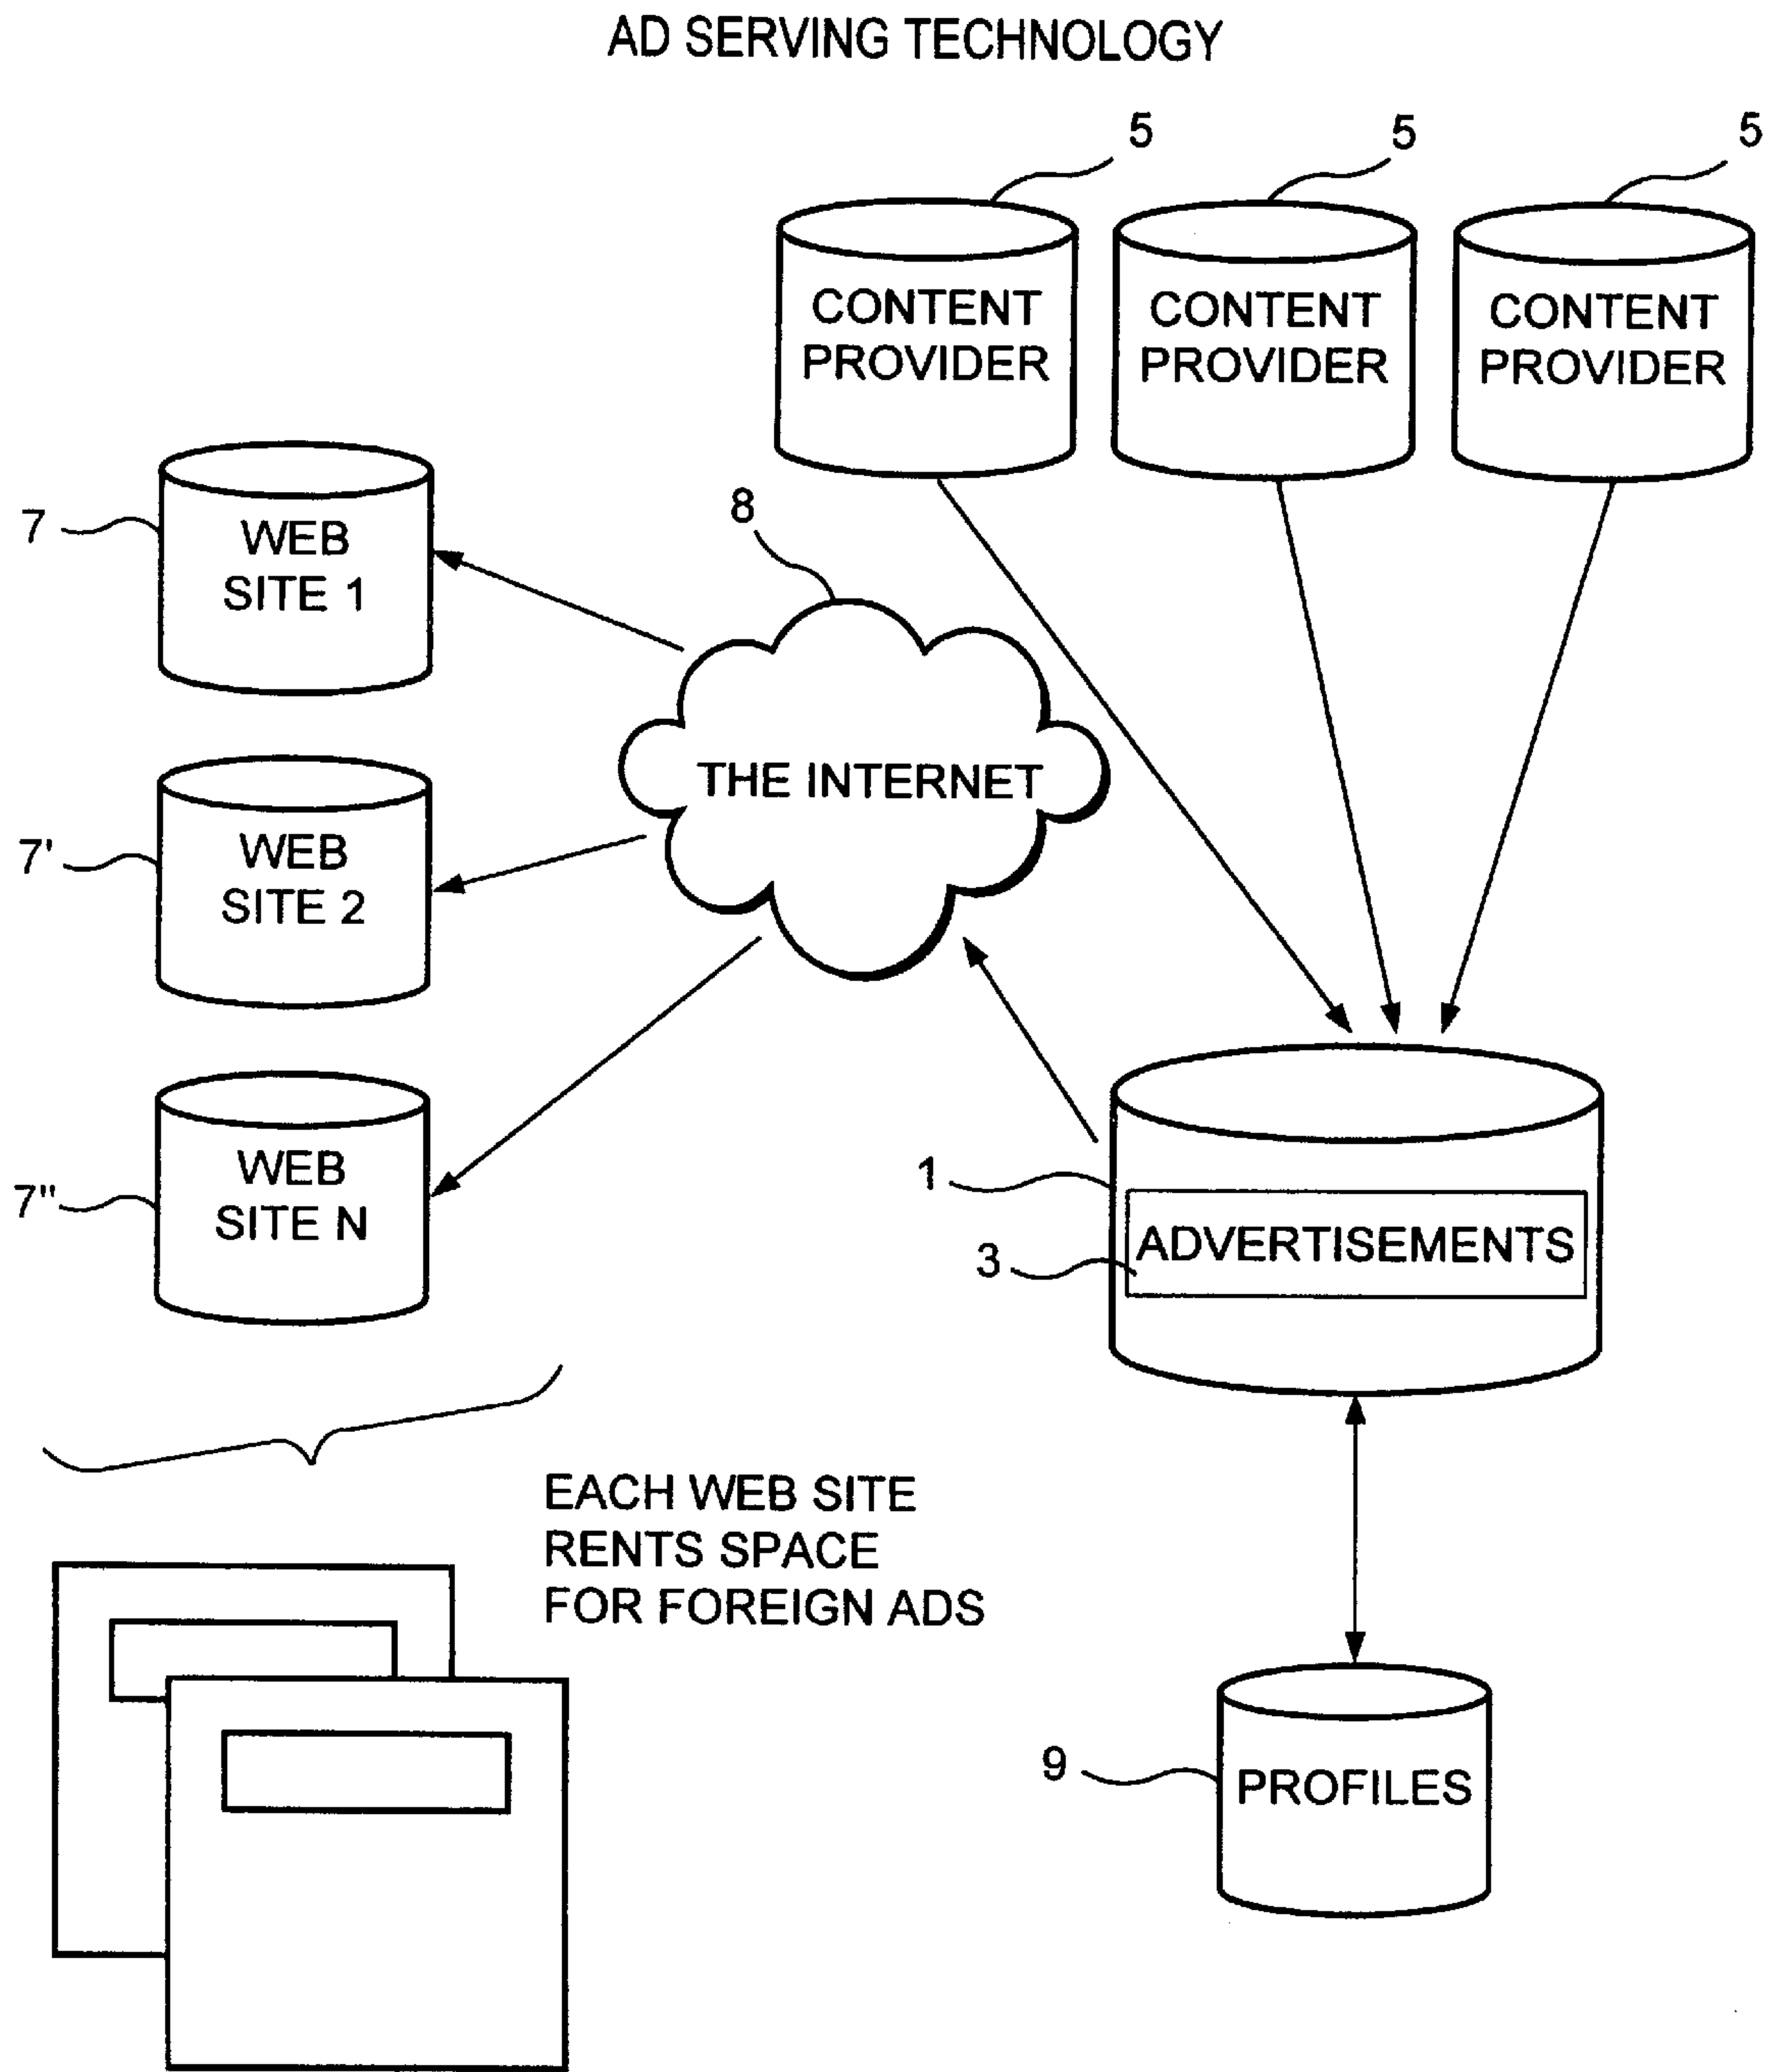 AD SERVING TECHNOLOGY
5
5
5
CONTENT
PROVIDER
CONTENT
PROVIDER
CONTENT
PROVIDER
8
7
WEB
SITE 1
THE INTERNET
7'
WEB
SITE 2
7"
WEB
SITE N
1
ADVERTISEMENTS
3
EACH WEB SITE
RENTS SPACE
FOR FOREIGN ADS
9
PROFILES